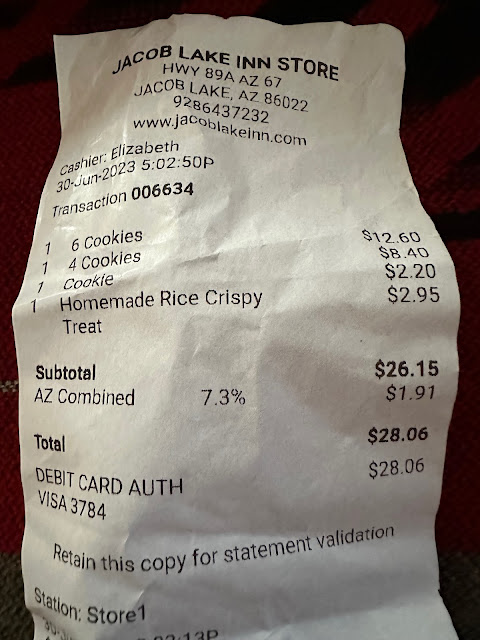 JACOB LAKE INN STORE
HWY 89A AZ 67
JACOB LAKE, AZ 86022
9286437232
www.jacoblakeinn.com
Cashier: Elizabeth
30-Jun-2023 5:02:50P
Transaction 006634
1 6 Cookies $12.60
1 4 Cookies $8.40
1 Cookie $2.20
1 Homemade Rice Crispy $2.95
Treat
Subtotal $26.15
AZ Combined 7.3% $1.91
Total $28.06
DEBIT CARD AUTH $28.06
VISA 3784
Retain this copy for statement validation
Station: Store1